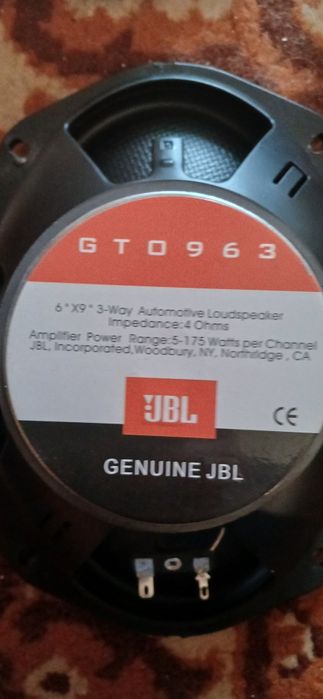 GTO963
6"X9" 3-Way Automotive Loudspeaker
Impedance:4 Ohms
Amplifier Power Range:5-175 Watts per Channel
JBL, Incorporated,Woodbury, NY, Northridge , CA
JBL
CE
GENUINE JBL